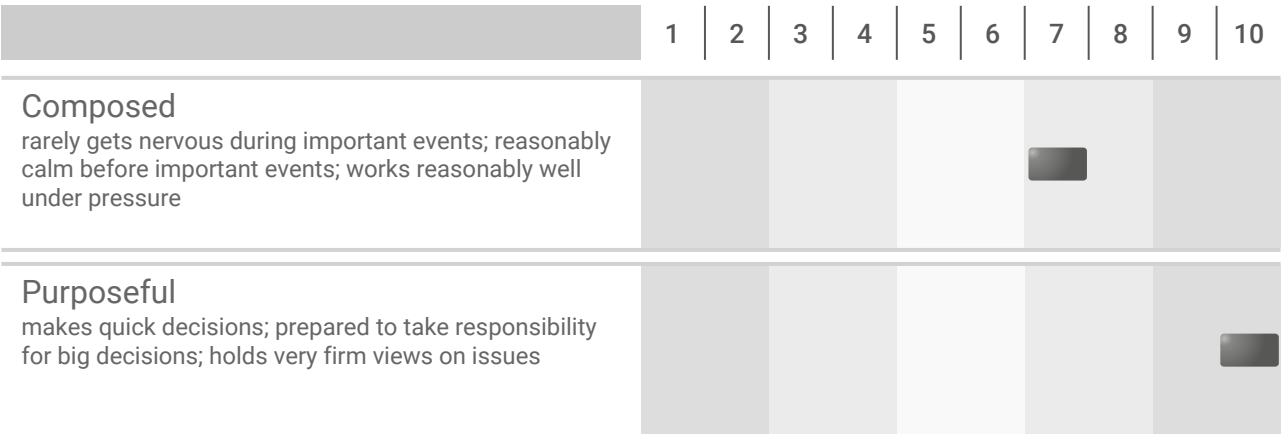 1 2 3 4 5 6 7 8 9 10
Composed
rarely gets nervous during important events; reasonably
calm before important events; works reasonably well
under pressure
Purposeful
makes quick decisions; prepared to take responsibility
for big decisions; holds very firm views on issues